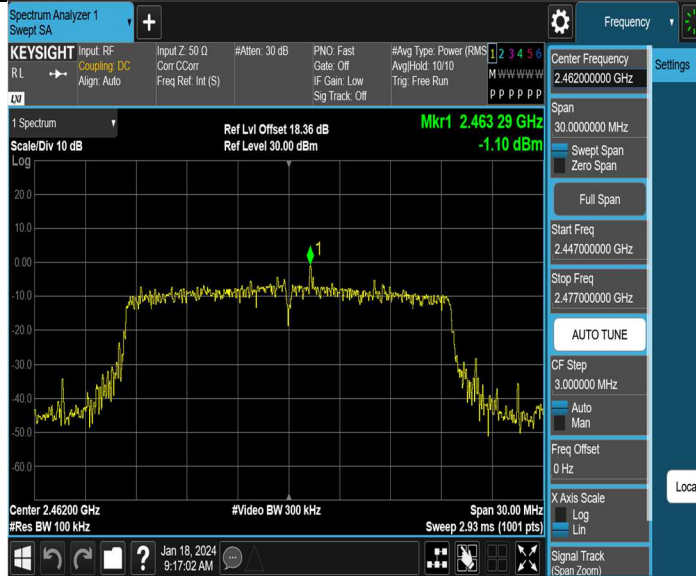 Spectrum Analyzer 1
Swept SA
+
Frequency
KEYSIGHT
RL
LXI
Input: RF
Coupling: DC
Align: Auto
Input Z: 50 Ω
Corr CCorr
Freq Ref: Int (S)
#Atten: 30 dB
PNO: Fast
Gate: Off
IF Gain: Low
Sig Track: Off
#Avg Type: Power (RMS
Avg|Hold: 10/10
Trig: Free Run
1 2 3 4 5 6
M W W W W W
P P P P P P
1 Spectrum
Scale/Div 10 dB
Log
Ref Lvl Offset 18.36 dB
Ref Level 30.00 dBm
Mkr1 2.463 29 GHz
-1.10 dBm
20.0
10.0
0.00
-10.0
-20.0
-30.0
-40.0
-50.0
-60.0
1
Center 2.46200 GHz
#Res BW 100 kHz
#Video BW 300 kHz
Span 30.00 MHz
Sweep 2.93 ms (1001 pts)
?
Jan 18, 2024
9:17:02 AM
Center Frequency
2.462000000 GHz
Span
30.0000000 MHz
Swept Span
Zero Span
Full Span
Start Freq
2.447000000 GHz
Stop Freq
2.477000000 GHz
AUTO TUNE
CF Step
3.000000 MHz
Auto
Man
Freq Offset
0 Hz
X Axis Scale
Log
Lin
Signal Track
(Span Zoom)
Settings
Loca